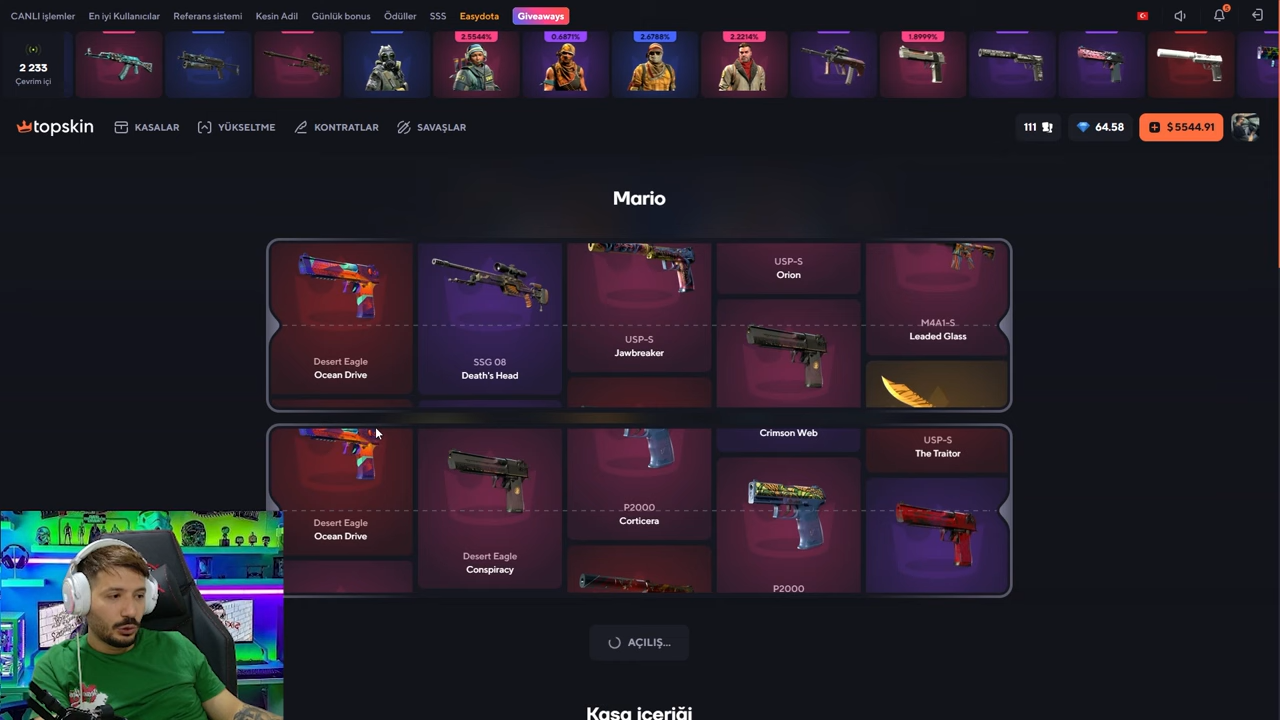 CANLI işlemler En iyi Kullanıcılar Referans sistemi Kesin Adil Günlük bonus Ödüller SSS Easydota Giveaways 5
2 233
Çevrim içi
2.5544% 0.6871% 2.6788% 2.2214% 1.8999%
topskin KASALAR YÜKSELTME KONTRATLAR SAVAŞLAR 111 64.58 $ 5544.91
Mario
USP-S
Orion
M4A1-S
Leaded Glass
USP-S
Jawbreaker
Desert Eagle
Ocean Drive
SSG 08
Death's Head
Crimson Web
USP-S
The Traitor
P2000
Corticera
Desert Eagle
Ocean Drive
Desert Eagle
Conspiracy
P2000
AÇILIŞ...
Kasa içeriği